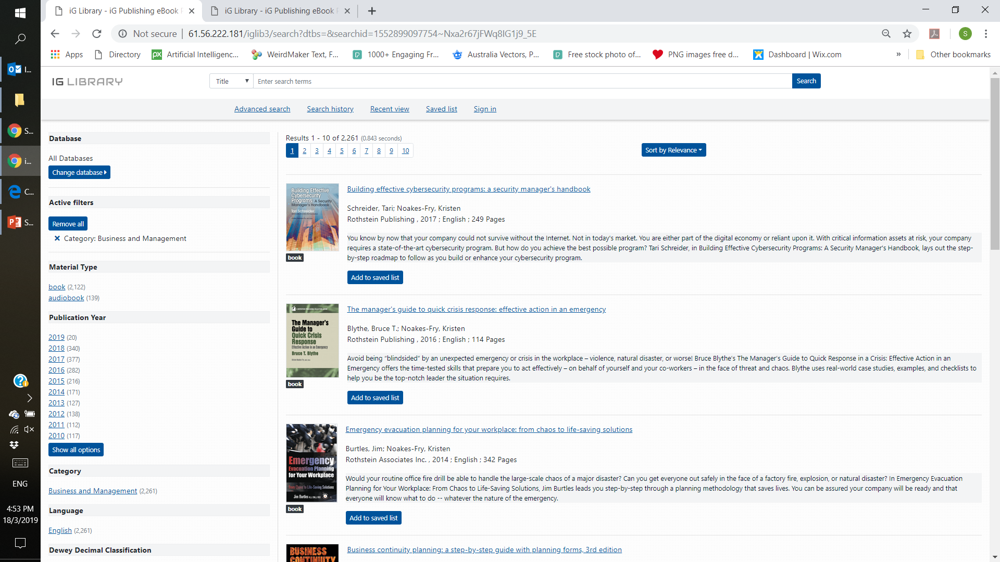 iG Library - iG Publishing eBook
iG Library - iG Publishing eBook
Not secure | 61.56.222.181/iglib3/search?dtbs=&searchid=1552899097754~Nxa2r67jFWq8IG1j9_5E
S
Apps
Directory
Artificial Intelligenc...
WeirdMaker Text, F...
1000+ Engaging Fr...
Australia Vectors, P...
Free stock photo of...
PNG images free d...
Dashboard | Wix.com
»
Other bookmarks
I...
S...
i...
C...
S...
ENG
4:53 PM
18/3/2019
IG LIBRARY
Title
Enter search terms
Search
Advanced search
Search history
Recent view
Saved list
Sign in
Database
All Databases
Change database
Active filters
Remove all
Category: Business and Management
Material Type
book (2,122)
audiobook (139)
Publication Year
2019 (20)
2018 (340)
2017 (377)
2016 (282)
2015 (216)
2014 (171)
2013 (127)
2012 (138)
2011 (112)
2010 (117)
Show all options
Category
Business and Management (2,261)
Language
English (2,261)
Dewey Decimal Classification
Results 1 - 10 of 2,261 (0.843 seconds)
1 2 3 4 5 6 7 8 9 10
Sort by Relevance
Building Effective
Cybersecurity
Programs: A Security
Manager's Handbook
Tari Schreider
book
Building effective cybersecurity programs: a security manager's handbook
Schreider, Tari; Noakes-Fry, Kristen
Rothstein Publishing , 2017 ; English ; 249 Pages
You know by now that your company could not survive without the Internet. Not in today's market. You are either part of the digital economy or reliant upon it. With critical information assets at risk, your company
requires a state-of-the-art cybersecurity program. But how do you achieve the best possible program? Tari Schreider, in Building Effective Cybersecurity Programs: A Security Manager's Handbook, lays out the step-
by-step roadmap to follow as you build or enhance your cybersecurity program.
Add to saved list
The Manager's
Guide to
Quick Crisis
Response
Effective Action in an Emergency
Bruce T. Blythe
book
The manager's guide to quick crisis response: effective action in an emergency
Blythe, Bruce T.; Noakes-Fry, Kristen
Rothstein Publishing , 2016 ; English ; 114 Pages
Avoid being “blindsided” by an unexpected emergency or crisis in the workplace – violence, natural disaster, or worse! Bruce Blythe’s The Manager's Guide to Quick Response in a Crisis: Effective Action in an
Emergency offers the time-tested skills that prepare you to act effectively – on behalf of yourself and your co-workers – in the face of threat and chaos. Blythe uses real-world case studies, examples, and checklists to
help you be the top-notch leader the situation requires.
Add to saved list
Emergency
Evacuation Planning
for Your Workplace
From Chaos to Life-Saving Solutions
Jim Burtles
book
Emergency evacuation planning for your workplace: from chaos to life-saving solutions
Burtles, Jim; Noakes-Fry, Kristen
Rothstein Associates Inc. , 2014 ; English ; 342 Pages
Would your routine office fire drill be able to handle the large-scale chaos of a major disaster? Can you get everyone out safely in the face of a factory fire, explosion, or natural disaster? In Emergency Evacuation
Planning for Your Workplace: From Chaos to Life-Saving Solutions, Jim Burtles leads you step-by-step through a planning methodology that saves lives. You can be assured your company will be ready and that
everyone will know what to do -- whatever the nature of the emergency.
Add to saved list
BUSINESS
CONTINUITY
Business continuity planning: a step-by-step guide with planning forms, 3rd edition